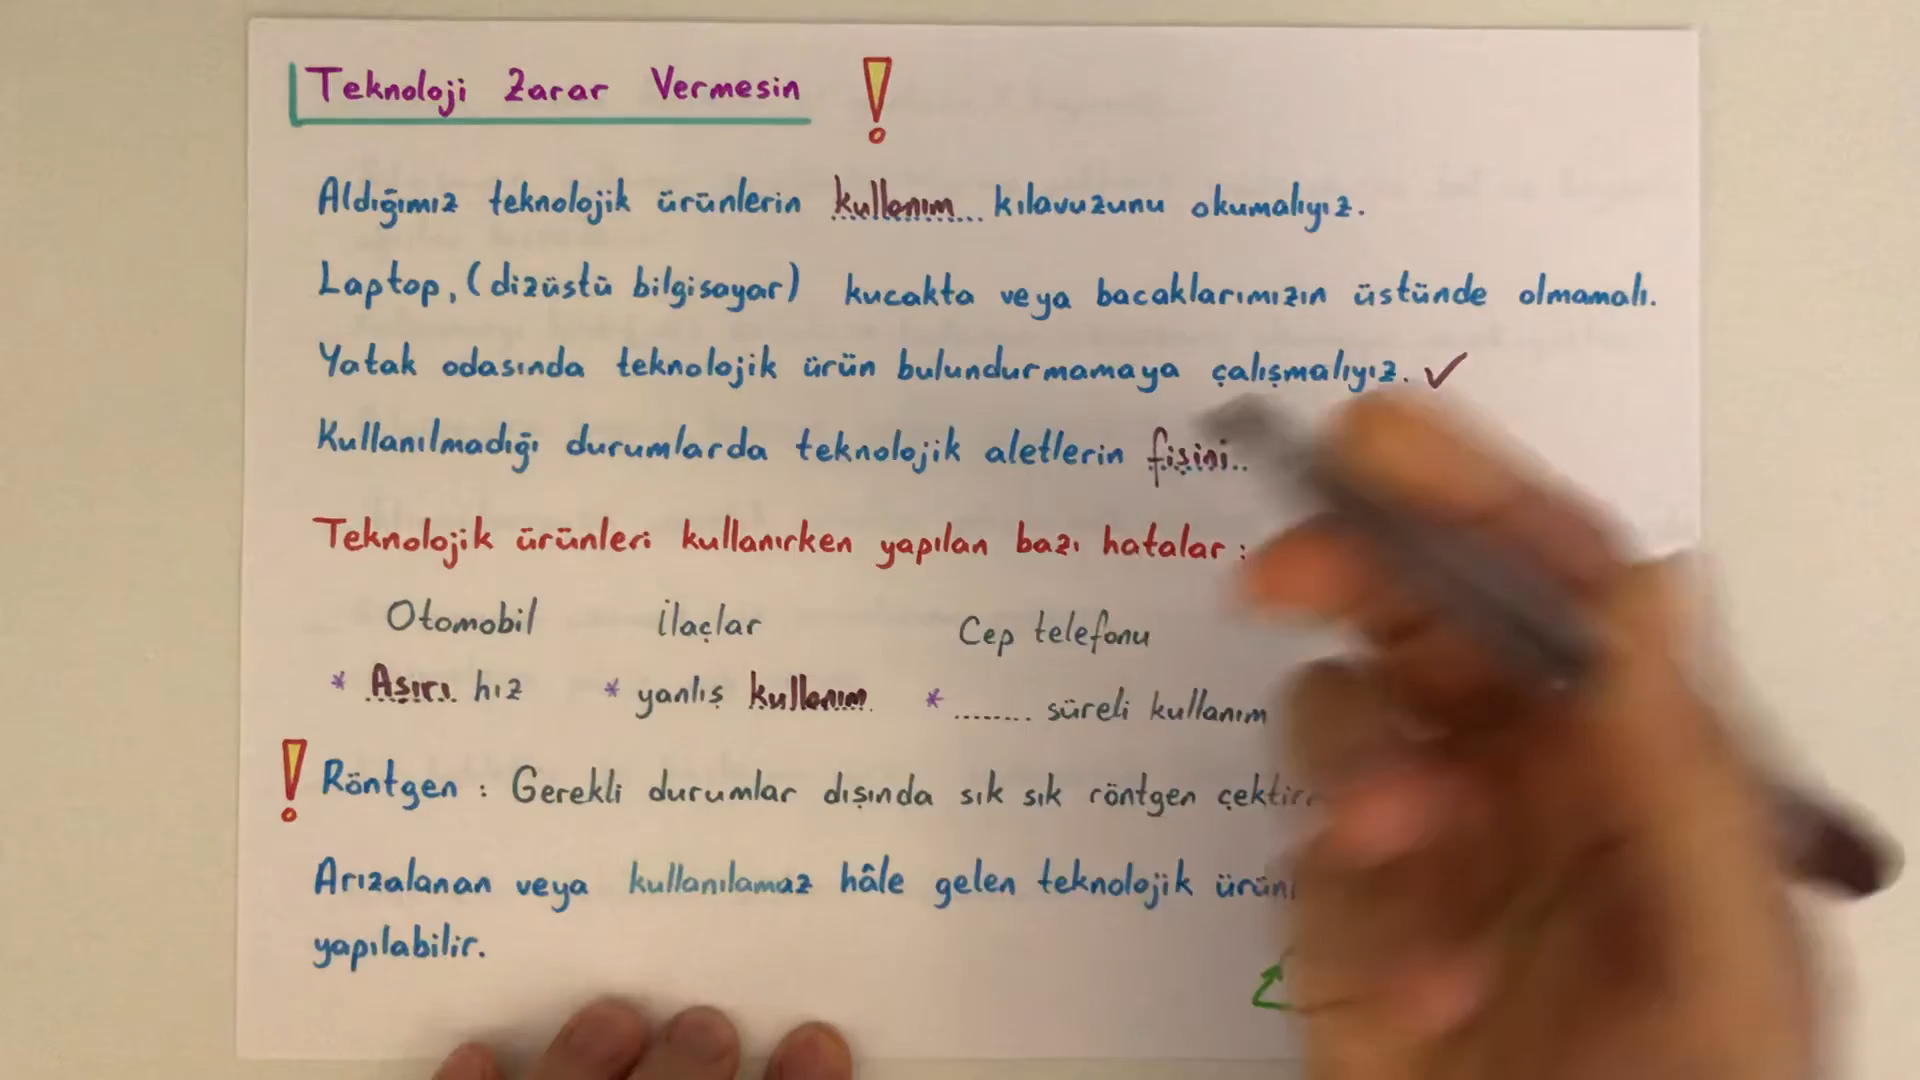 Teknoloji Zarar Vermesin !
Aldığımız teknolojik ürünlerin kullanım... kılavuzunu okumalıyız.
Laptop, (dizüstü bilgisayar) kucakta veya bacaklarımızın üstünde olmamalı.
Yatak odasında teknolojik ürün bulundurmamaya çalışmalıyız. ✓
Kullanılmadığı durumlarda teknolojik aletlerin fişini..
Teknolojik ürünleri kullanırken yapılan bazı hatalar :
Otomobil İlaçlar Cep telefonu
* Aşırı hız * yanlış kullanım * ........ süreli kullanım
! Röntgen : Gerekli durumlar dışında sık sık röntgen
Arızalanan veya kullanılamaz hâle gelen teknolojik
yapılabilir.